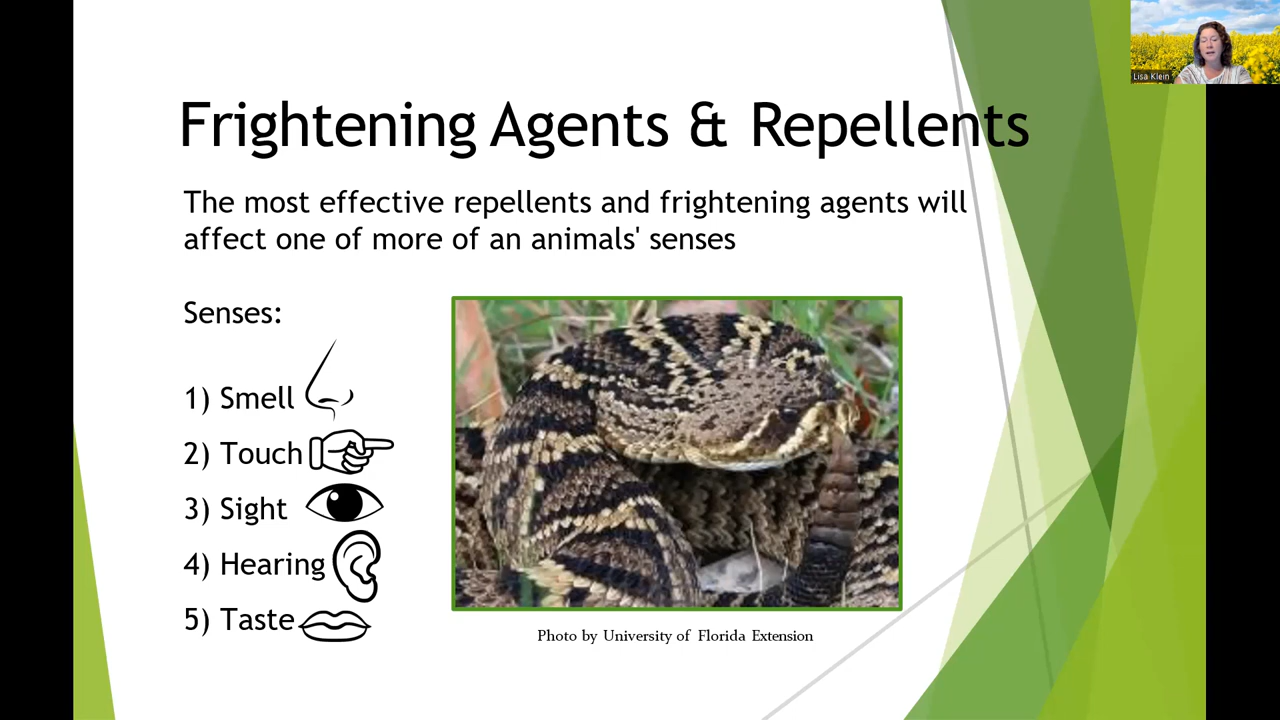 Lisa Klein
Frightening Agents & Repellents
The most effective repellents and frightening agents will
affect one of more of an animals' senses
Senses:
1) Smell
2) Touch
3) Sight
4) Hearing
5) Taste
Photo by University of Florida Extension